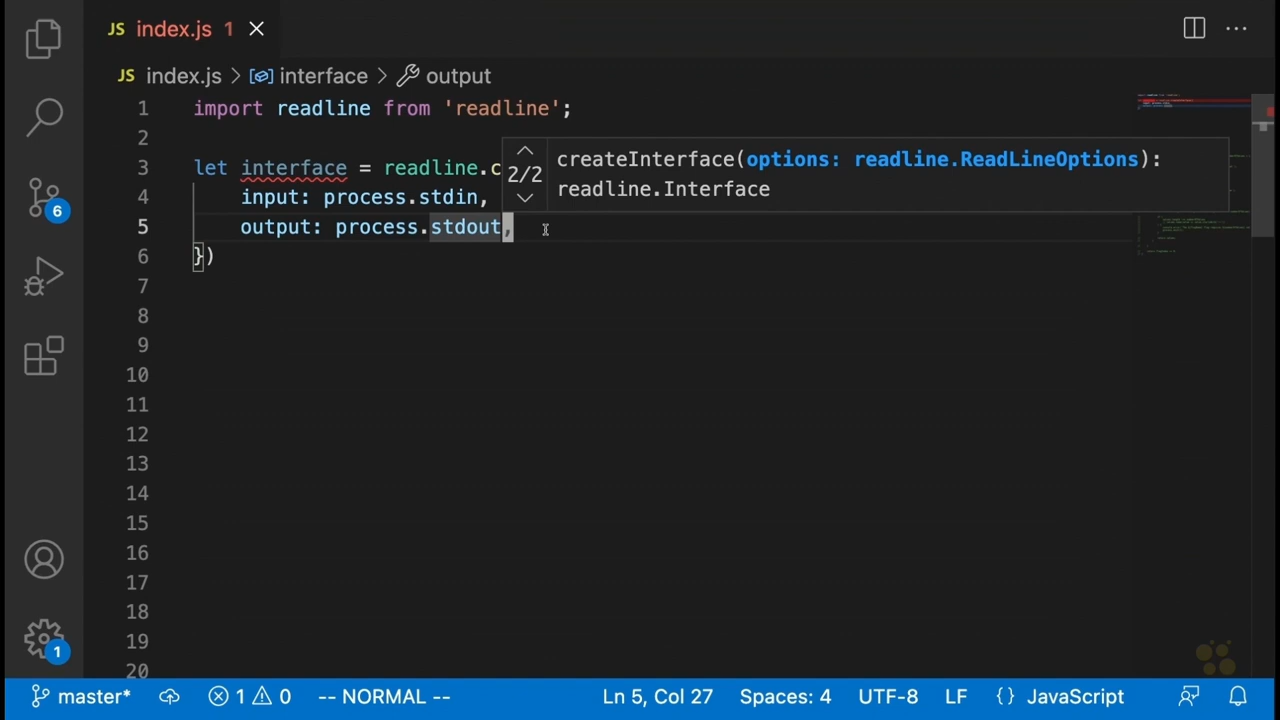 JS index.js 1
JS index.js > interface > output
1 import readline from 'readline';
2
3 let interface = readline.c
2/2 createInterface(options: readline.ReadLineOptions):
readline.Interface
4 input: process.stdin,
5 output: process.stdout,
6 })
7
8
9
10
11
12
13
14
15
16
17
18
19
20
6
1
master* 1 0 -- NORMAL -- Ln 5, Col 27 Spaces: 4 UTF-8 LF {} JavaScript